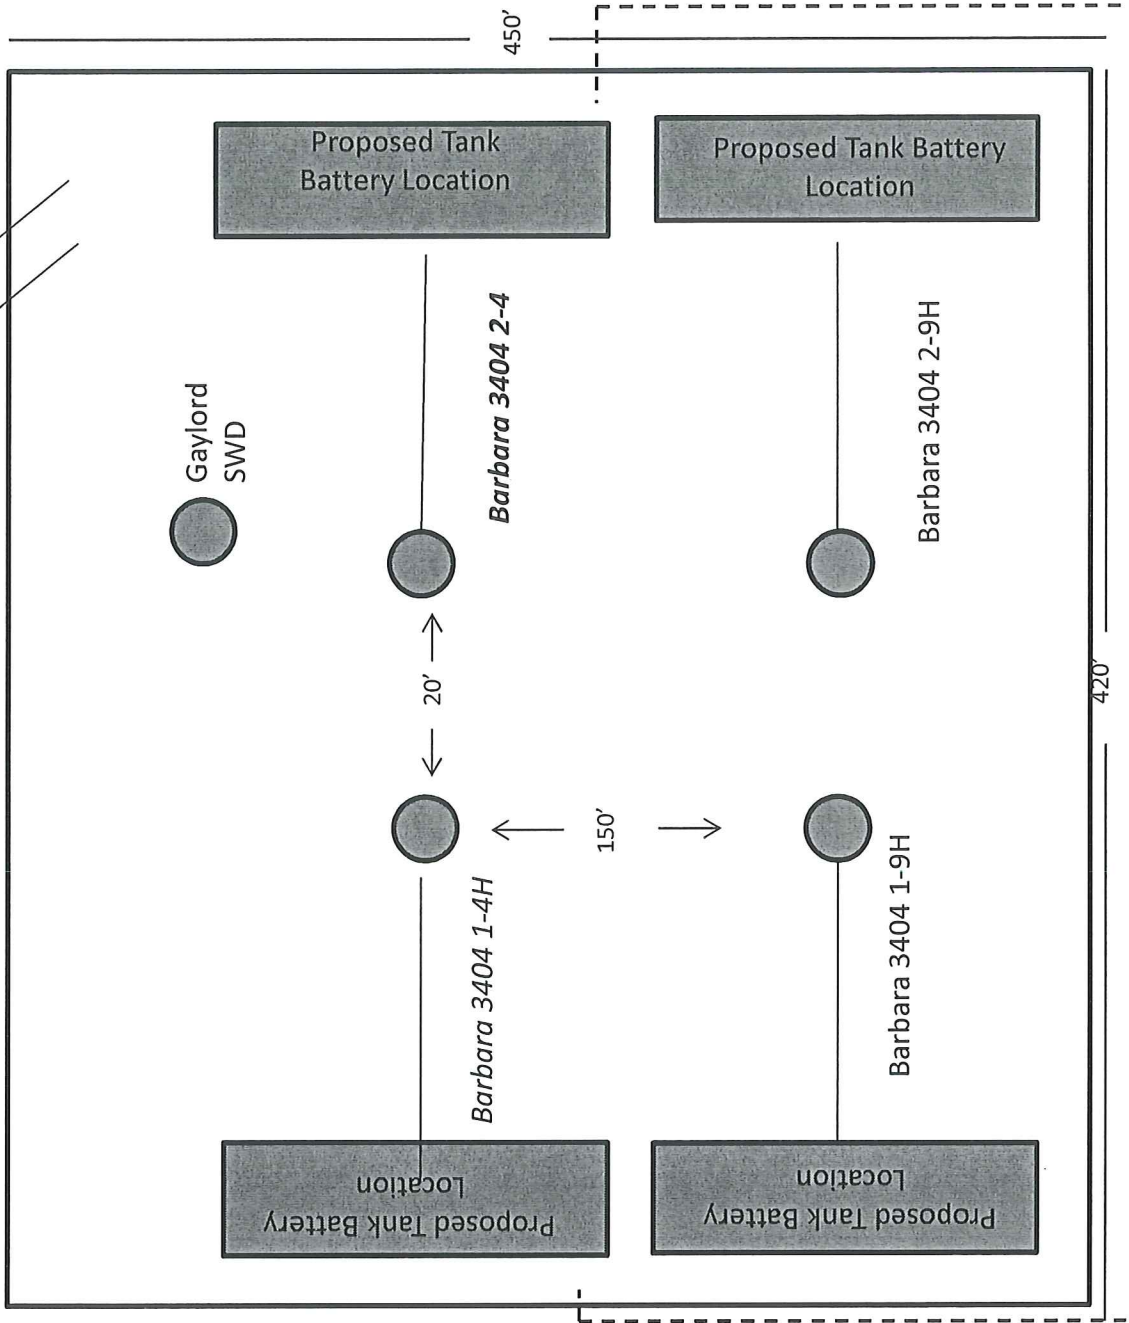 450'
Proposed Tank
Battery Location
Proposed Tank Battery
Location
Gaylord
SWD
Barbara 3404 2-4
Barbara 3404 2-9H
20'
150'
420'
Barbara 3404 1-4H
Barbara 3404 1-9H
Proposed Tank Battery
Location
Proposed Tank Battery
Location